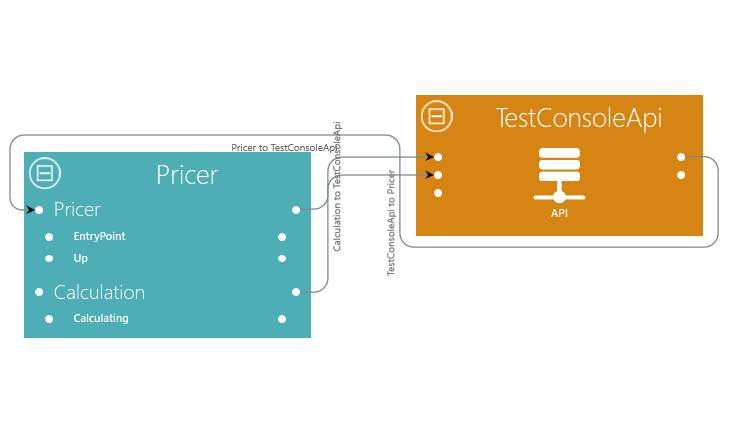 TestConsoleApi
API
Pricer to TestConsoleApi
Calculation to TestConsoleApi
TestConsoleApi to Pricer
Pricer
Pricer
EntryPoint
Up
Calculation
Calculating